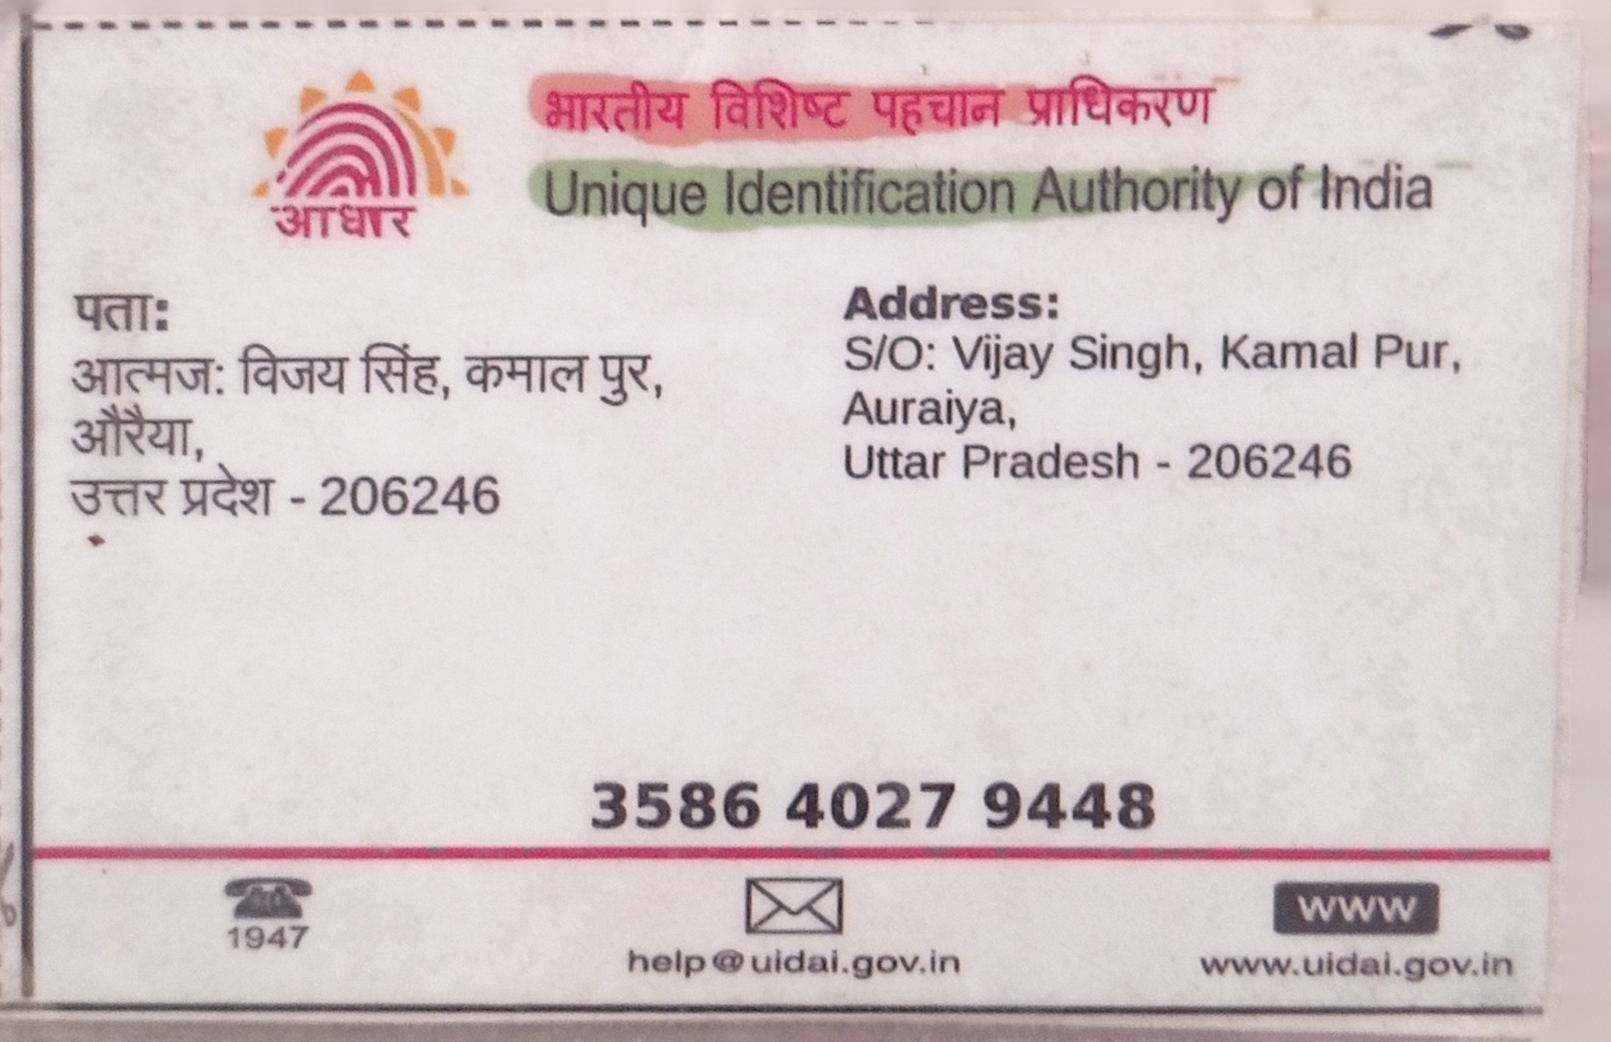 भारतीय विशिष्ट पहचान प्राधिकरण
Unique Identification Authority of India
आधार
पता:
आत्मज: विजय सिंह, कमाल पुर,
औरैया,
उत्तर प्रदेश - 206246
Address:
S/O: Vijay Singh, Kamal Pur,
Auraiya,
Uttar Pradesh - 206246
3586 4027 9448
1947
help@uidai.gov.in
www
www.uidai.gov.in